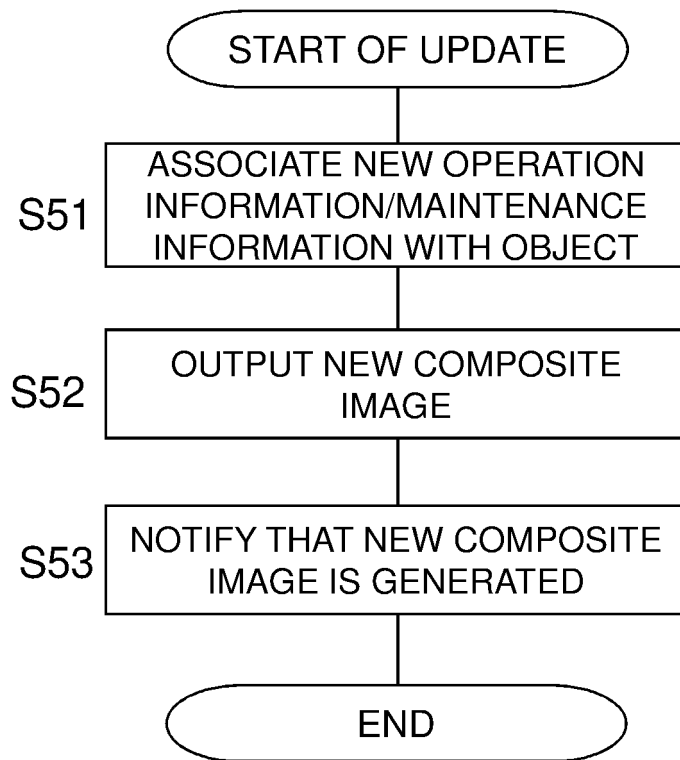 START OF UPDATE
S51
ASSOCIATE NEW OPERATION
INFORMATION/MAINTENANCE
INFORMATION WITH OBJECT
S52
OUTPUT NEW COMPOSITE
IMAGE
S53
NOTIFY THAT NEW COMPOSITE
IMAGE IS GENERATED
END